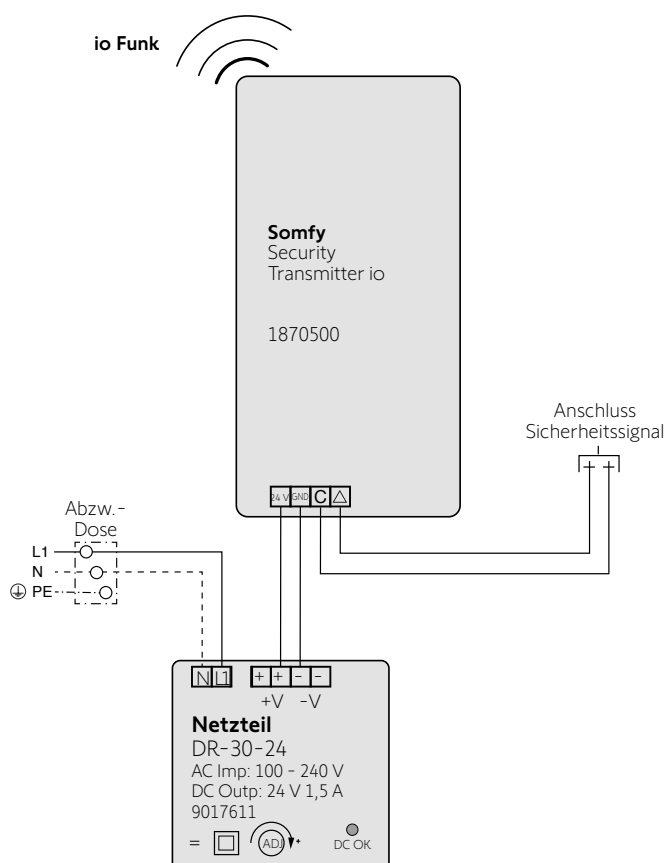 io Funk
Somfy
Security
Transmitter io
1870500
Anschluss
Sicherheitssignal
24 V GND C
Abzw.-
Dose
L1
N
PE
N L1 + + - -
+V -V
Netzteil
DR-30-24
AC Imp: 100 - 240 V
DC Outp: 24 V 1,5 A
9017611
= ADJ +
DC OK